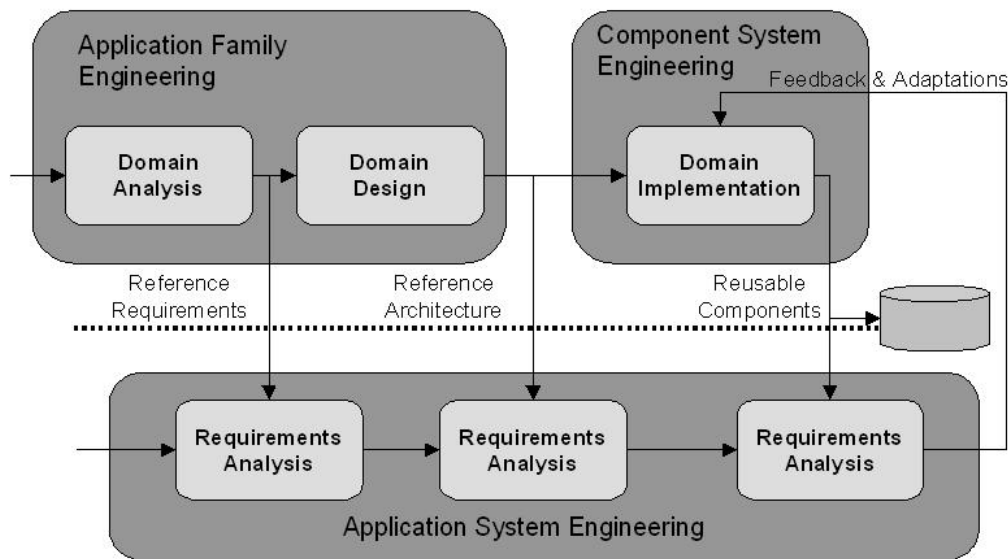 Application Family
Engineering
Component System
Engineering
Feedback & Adaptations
Domain
Analysis
Domain
Design
Domain
Implementation
Reference
Requirements
Reference
Architecture
Reusable
Components
Requirements
Analysis
Requirements
Analysis
Requirements
Analysis
Application System Engineering